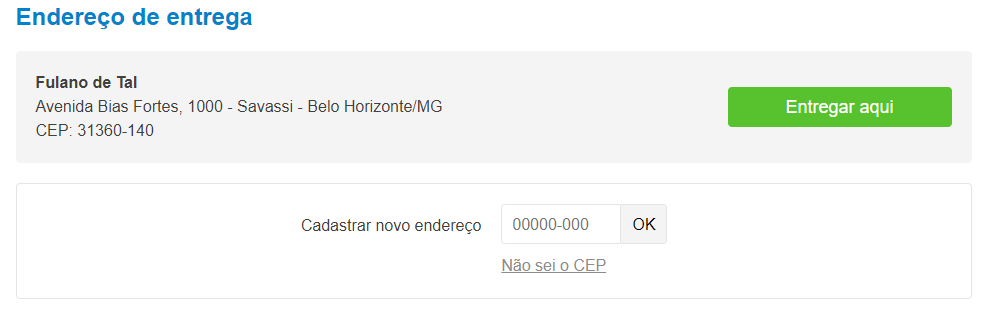 Endereço de entrega
Fulano de Tal
Avenida Bias Fortes, 1000 - Savassi - Belo Horizonte/MG
CEP: 31360-140
Entregar aqui
Cadastrar novo endereço
00000-000
OK
Não sei o CEP